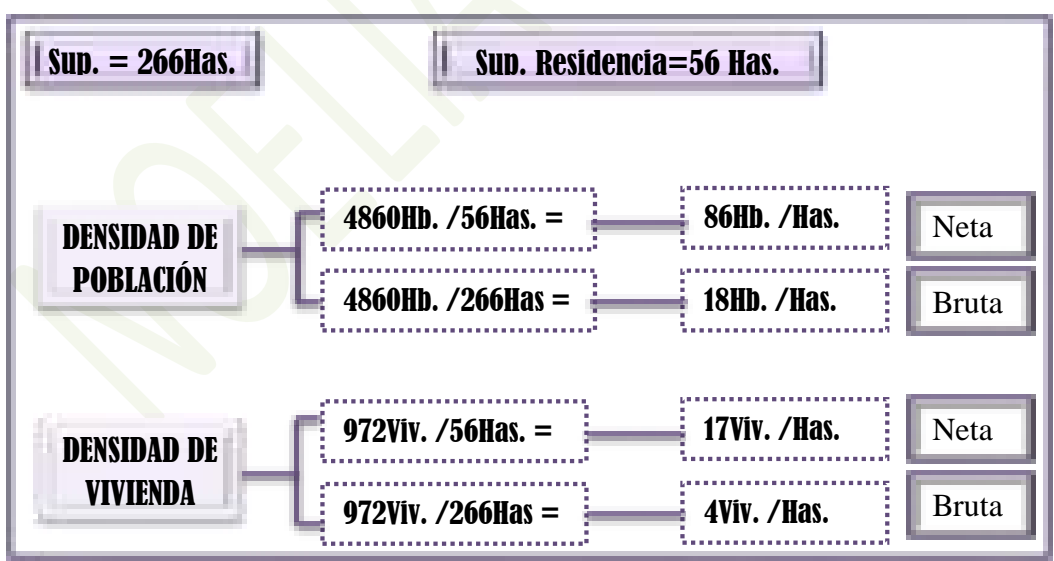 Sup. = 266Has.
Sup. Residencia=56 Has.
DENSIDAD DE
POBLACIÓN
4860Hb. /56Has. =
86Hb. /Has.
Neta
4860Hb. /266Has =
18Hb. /Has.
Bruta
DENSIDAD DE
VIVIENDA
972Viv. /56Has. =
17Viv. /Has.
Neta
972Viv. /266Has =
4Viv. /Has.
Bruta
NOELIA